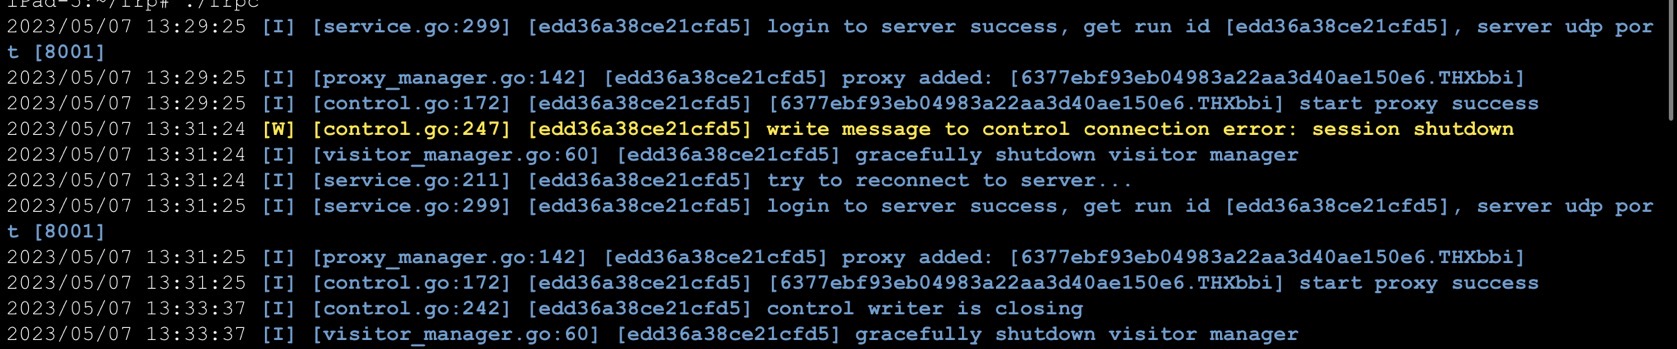 iPad-5:~/frp# ./frpc
2023/05/07 13:29:25 [I] [service.go:299] [edd36a38ce21cfd5] login to server success, get run id [edd36a38ce21cfd5], server udp por
t [8001]
2023/05/07 13:29:25 [I] [proxy_manager.go:142] [edd36a38ce21cfd5] proxy added: [6377ebf93eb04983a22aa3d40ae150e6.THXbbi]
2023/05/07 13:29:25 [I] [control.go:172] [edd36a38ce21cfd5] [6377ebf93eb04983a22aa3d40ae150e6.THXbbi] start proxy success
2023/05/07 13:31:24 [W] [control.go:247] [edd36a38ce21cfd5] write message to control connection error: session shutdown
2023/05/07 13:31:24 [I] [visitor_manager.go:60] [edd36a38ce21cfd5] gracefully shutdown visitor manager
2023/05/07 13:31:24 [I] [service.go:211] [edd36a38ce21cfd5] try to reconnect to server...
2023/05/07 13:31:25 [I] [service.go:299] [edd36a38ce21cfd5] login to server success, get run id [edd36a38ce21cfd5], server udp por
t [8001]
2023/05/07 13:31:25 [I] [proxy_manager.go:142] [edd36a38ce21cfd5] proxy added: [6377ebf93eb04983a22aa3d40ae150e6.THXbbi]
2023/05/07 13:31:25 [I] [control.go:172] [edd36a38ce21cfd5] [6377ebf93eb04983a22aa3d40ae150e6.THXbbi] start proxy success
2023/05/07 13:33:37 [I] [control.go:242] [edd36a38ce21cfd5] control writer is closing
2023/05/07 13:33:37 [I] [visitor_manager.go:60] [edd36a38ce21cfd5] gracefully shutdown visitor manager